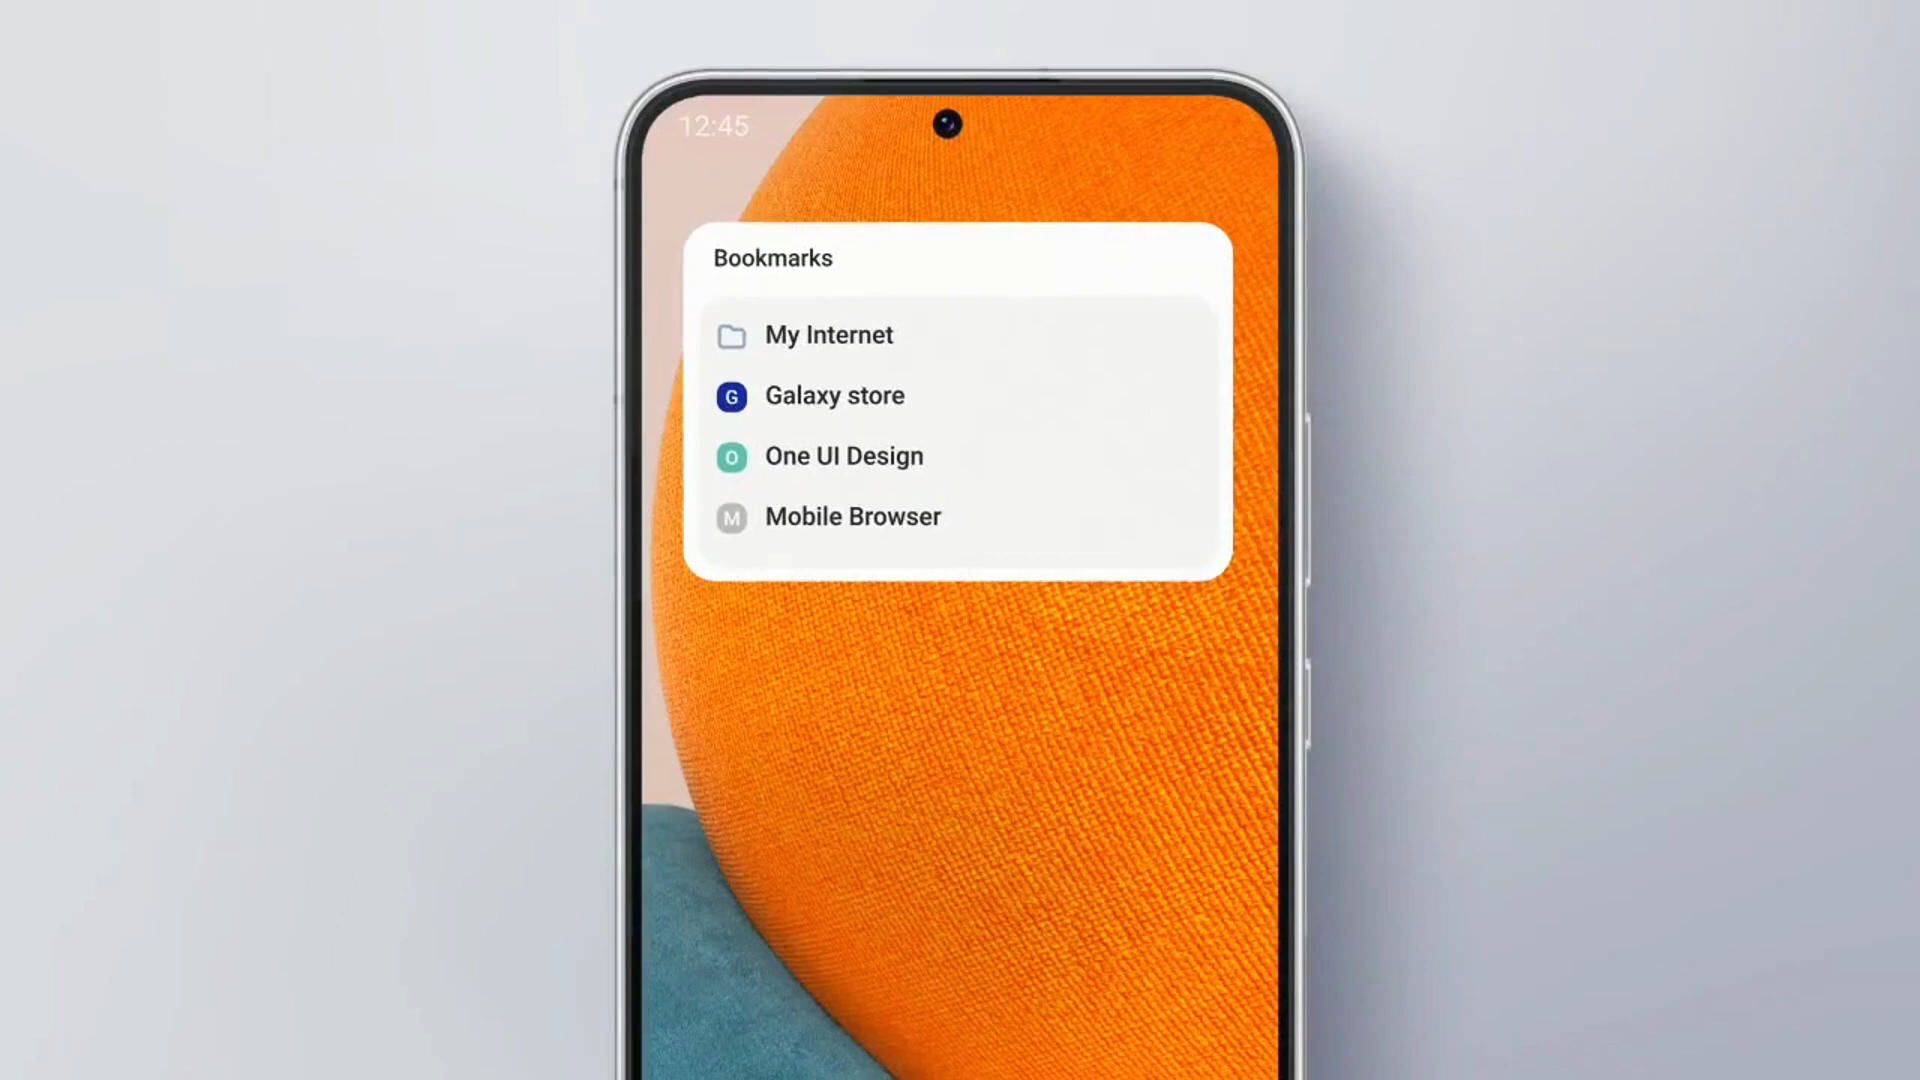 12:45
Bookmarks
My Internet
G Galaxy store
O One UI Design
M Mobile Browser